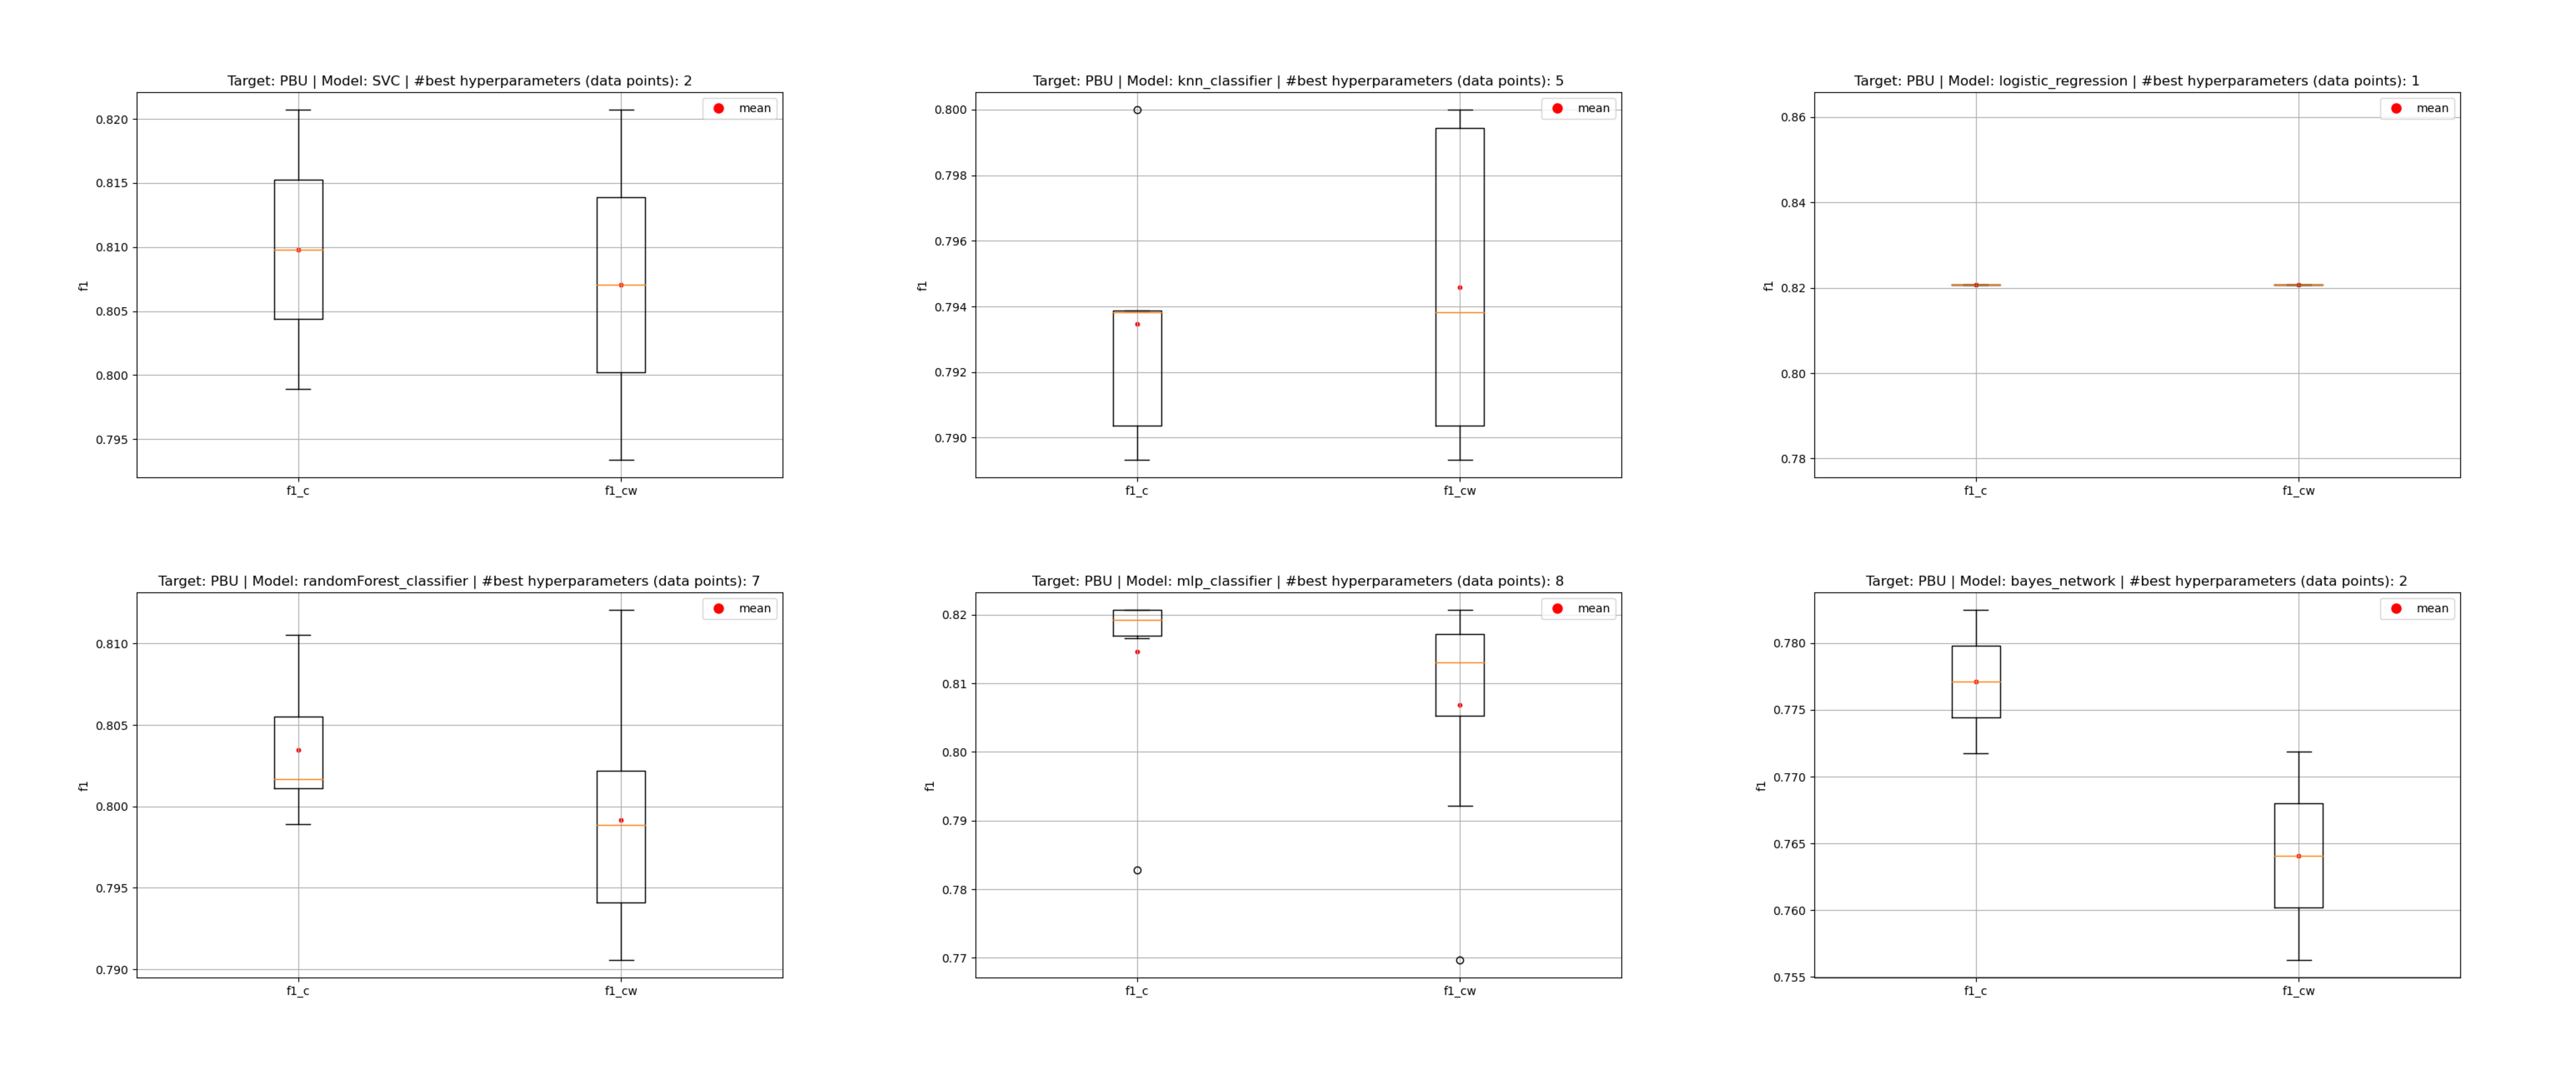 Target: PBU | Model: SVC | #best hyperparameters (data points): 2
mean
0.820
0.815
0.810
0.805
0.800
0.795
f1
f1_c
f1_cw
Target: PBU | Model: knn_classifier | #best hyperparameters (data points): 5
mean
0.800
0.798
0.796
0.794
0.792
0.790
f1
f1_c
f1_cw
Target: PBU | Model: logistic_regression | #best hyperparameters (data points): 1
mean
0.86
0.84
0.82
0.80
0.78
f1
f1_c
f1_cw
Target: PBU | Model: randomForest_classifier | #best hyperparameters (data points): 7
mean
0.810
0.805
0.800
0.795
0.790
f1
f1_c
f1_cw
Target: PBU | Model: mlp_classifier | #best hyperparameters (data points): 8
mean
0.82
0.81
0.80
0.79
0.78
0.77
f1
f1_c
f1_cw
Target: PBU | Model: bayes_network | #best hyperparameters (data points): 2
mean
0.780
0.775
0.770
0.765
0.760
0.755
f1
f1_c
f1_cw